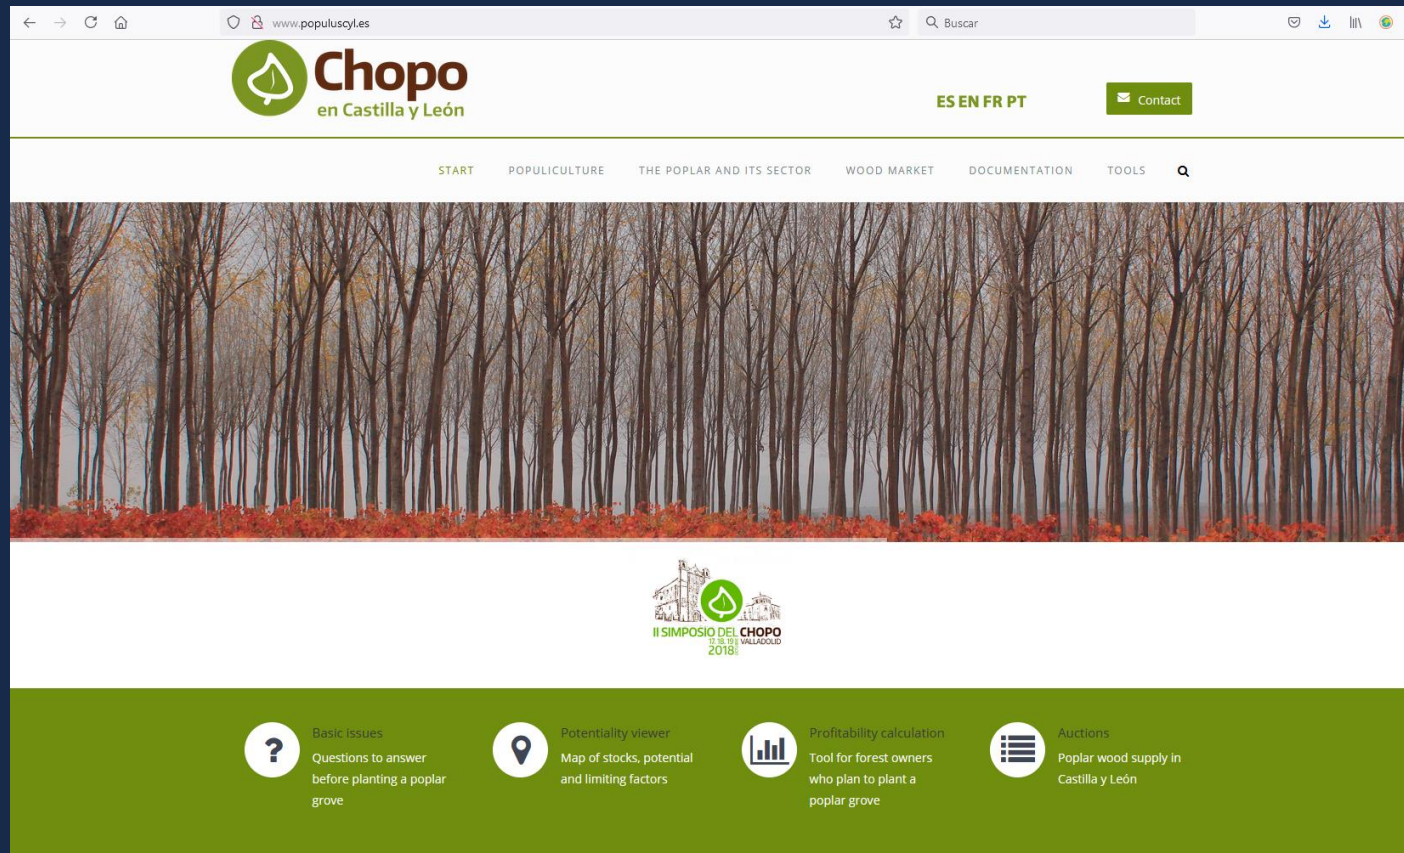 www.populuscyl.es
Buscar
Chopo
en Castilla y León
ES EN FR PT
Contact
START POPULICULTURE THE POPLAR AND ITS SECTOR WOOD MARKET DOCUMENTATION TOOLS
II SIMPOSIO DEL CHOPO
17, 18, 19 VALLADOLID
2018
Basic issues
Questions to answer
before planting a poplar
grove
Potentiality viewer
Map of stocks, potential
and limiting factors
Profitability calculation
Tool for forest owners
who plan to plant a
poplar grove
Auctions
Poplar wood supply in
Castilla y León